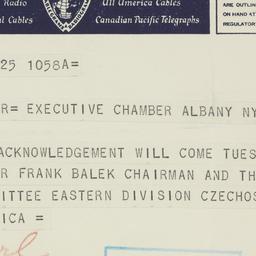 Radio
All America Cables
Cables
Canadian Pacific Telegraphs
ARE OUTLIN
ON HAND AT
REGULATOR
25 1058A=
R= EXECUTIVE CHAMBER ALBANY NY
ACKNOWLEDGEMENT WILL COME TUES
R FRANK BALEK CHAIRMAN AND TH
ITTEE EASTERN DIVISION CZECHOS
ICA =